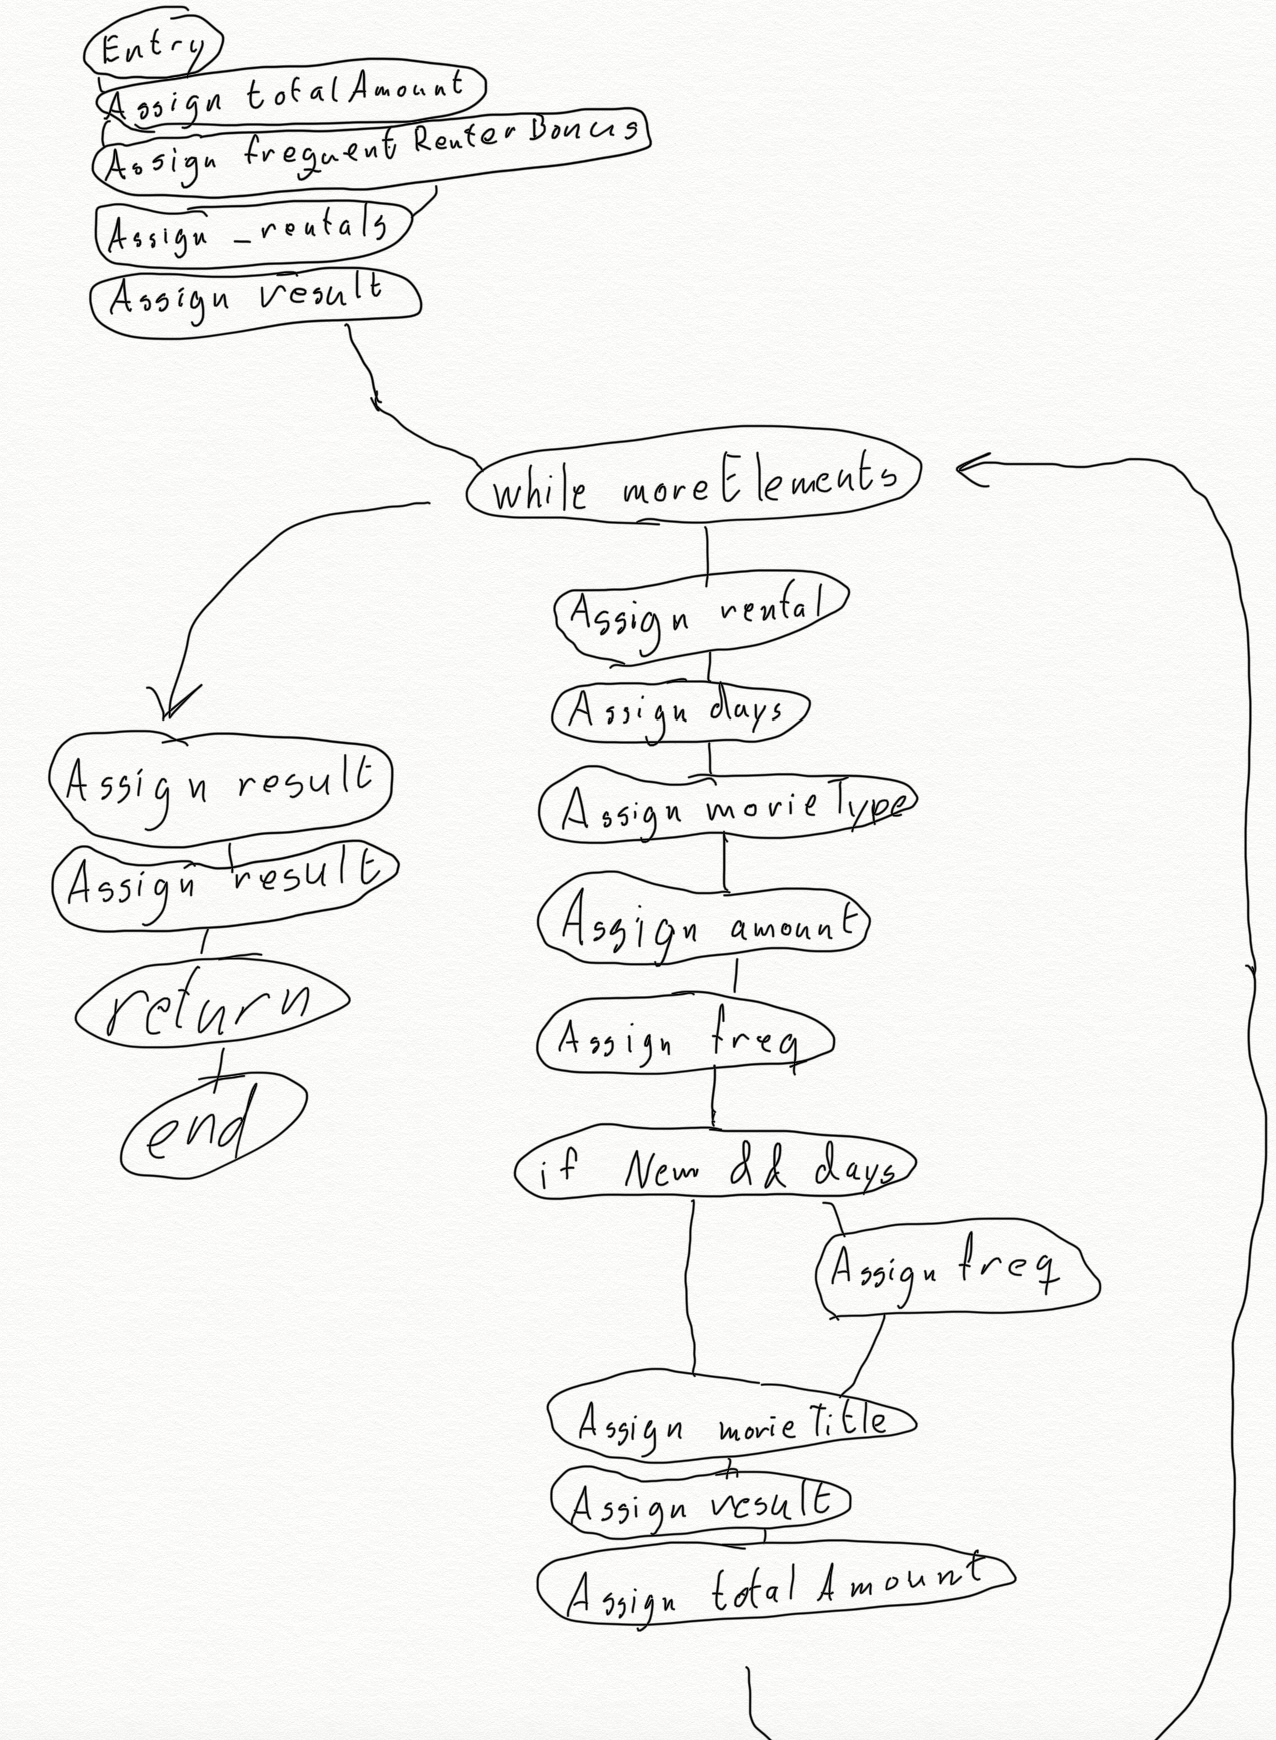 Entry
Assign totalAmount
Assign frequentRenterBonus
Assign _rentals
Assign result
while moreElements
Assign rental
Assign days
Assign movieType
Assign amount
Assign freq
if New && days
Assign freq
Assign movieTitle
Assign result
Assign totalAmount
Assign result
Assign result
return
end